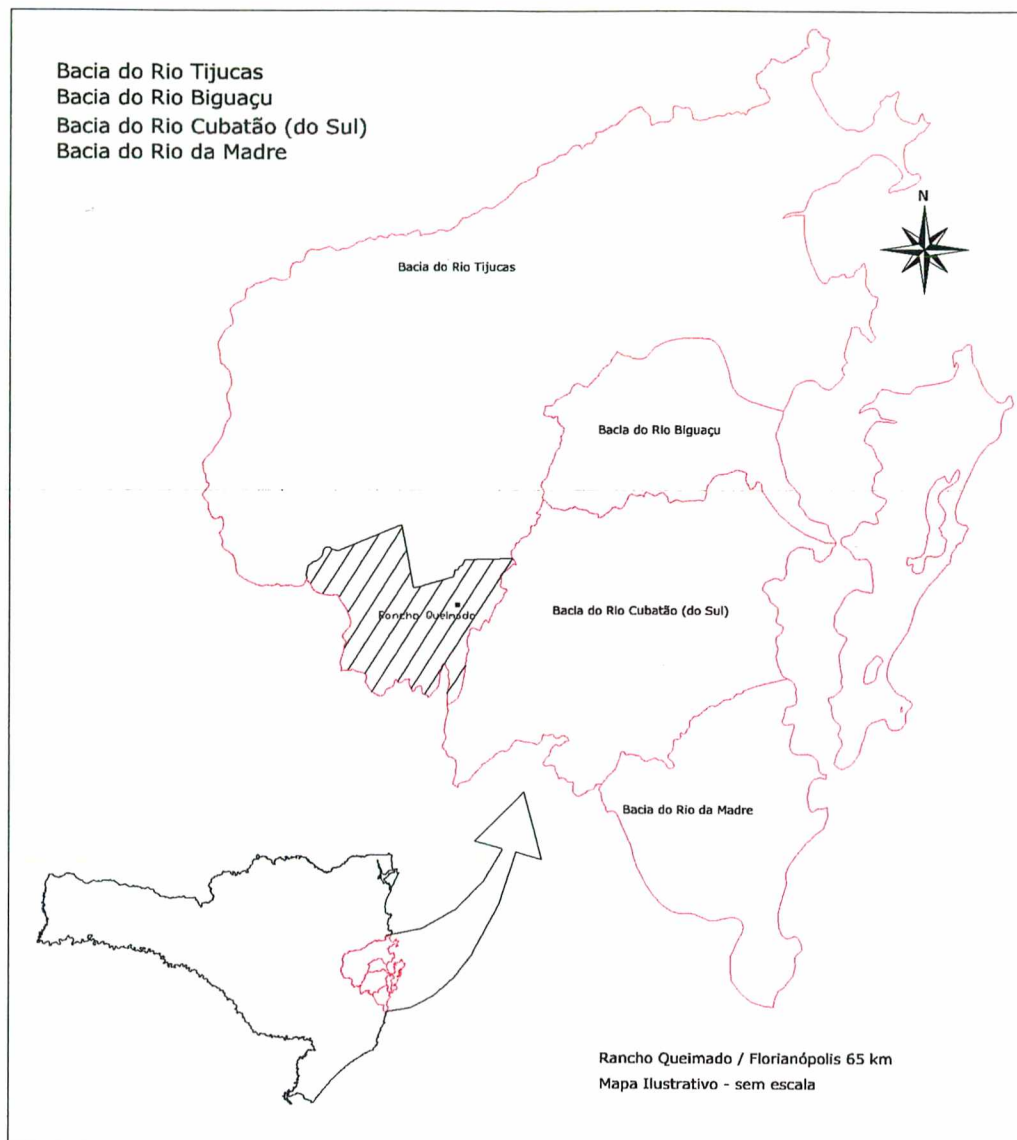 Bacia do Rio Tijucas
Bacia do Rio Biguaçu
Bacia do Rio Cubatão (do Sul)
Bacia do Rio da Madre
N
Bacia do Rio Tijucas
Bacia do Rio Biguaçu
Rancho Queimado
Bacia do Rio Cubatão (do Sul)
Bacia do Rio da Madre
Rancho Queimado / Florianópolis 65 km
Mapa Ilustrativo - sem escala